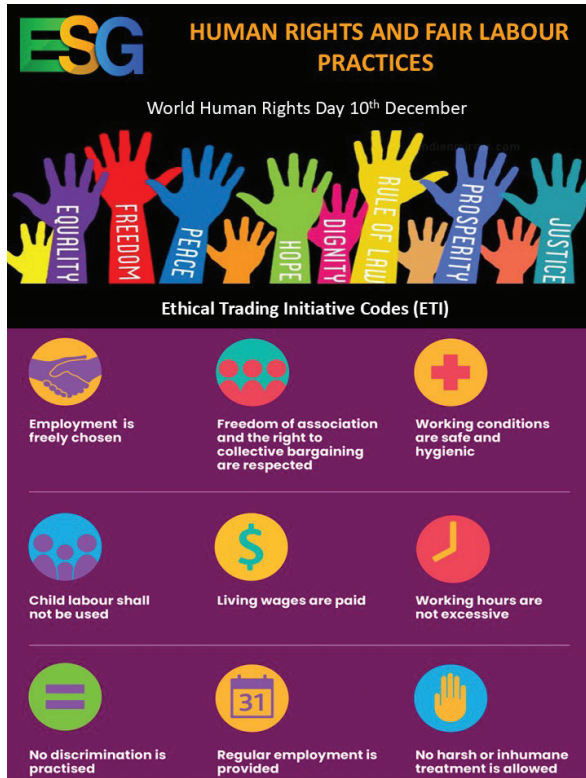 ESG
HUMAN RIGHTS AND FAIR LABOUR
PRACTICES
World Human Rights Day 10th December
EQUALITY
FREEDOM
PEACE
HOPE
DIGNITY
RULE OF LAW
PROSPERITY
JUSTICE
Ethical Trading Initiative Codes (ETI)
Employment is
freely chosen
Freedom of association
and the right to
collective bargaining
are respected
Working conditions
are safe and
hygienic
Child labour shall
not be used
$
Living wages are paid
Working hours are
not excessive
No discrimination is
practised
31
Regular employment is
provided
No harsh or inhumane
treatment is allowed